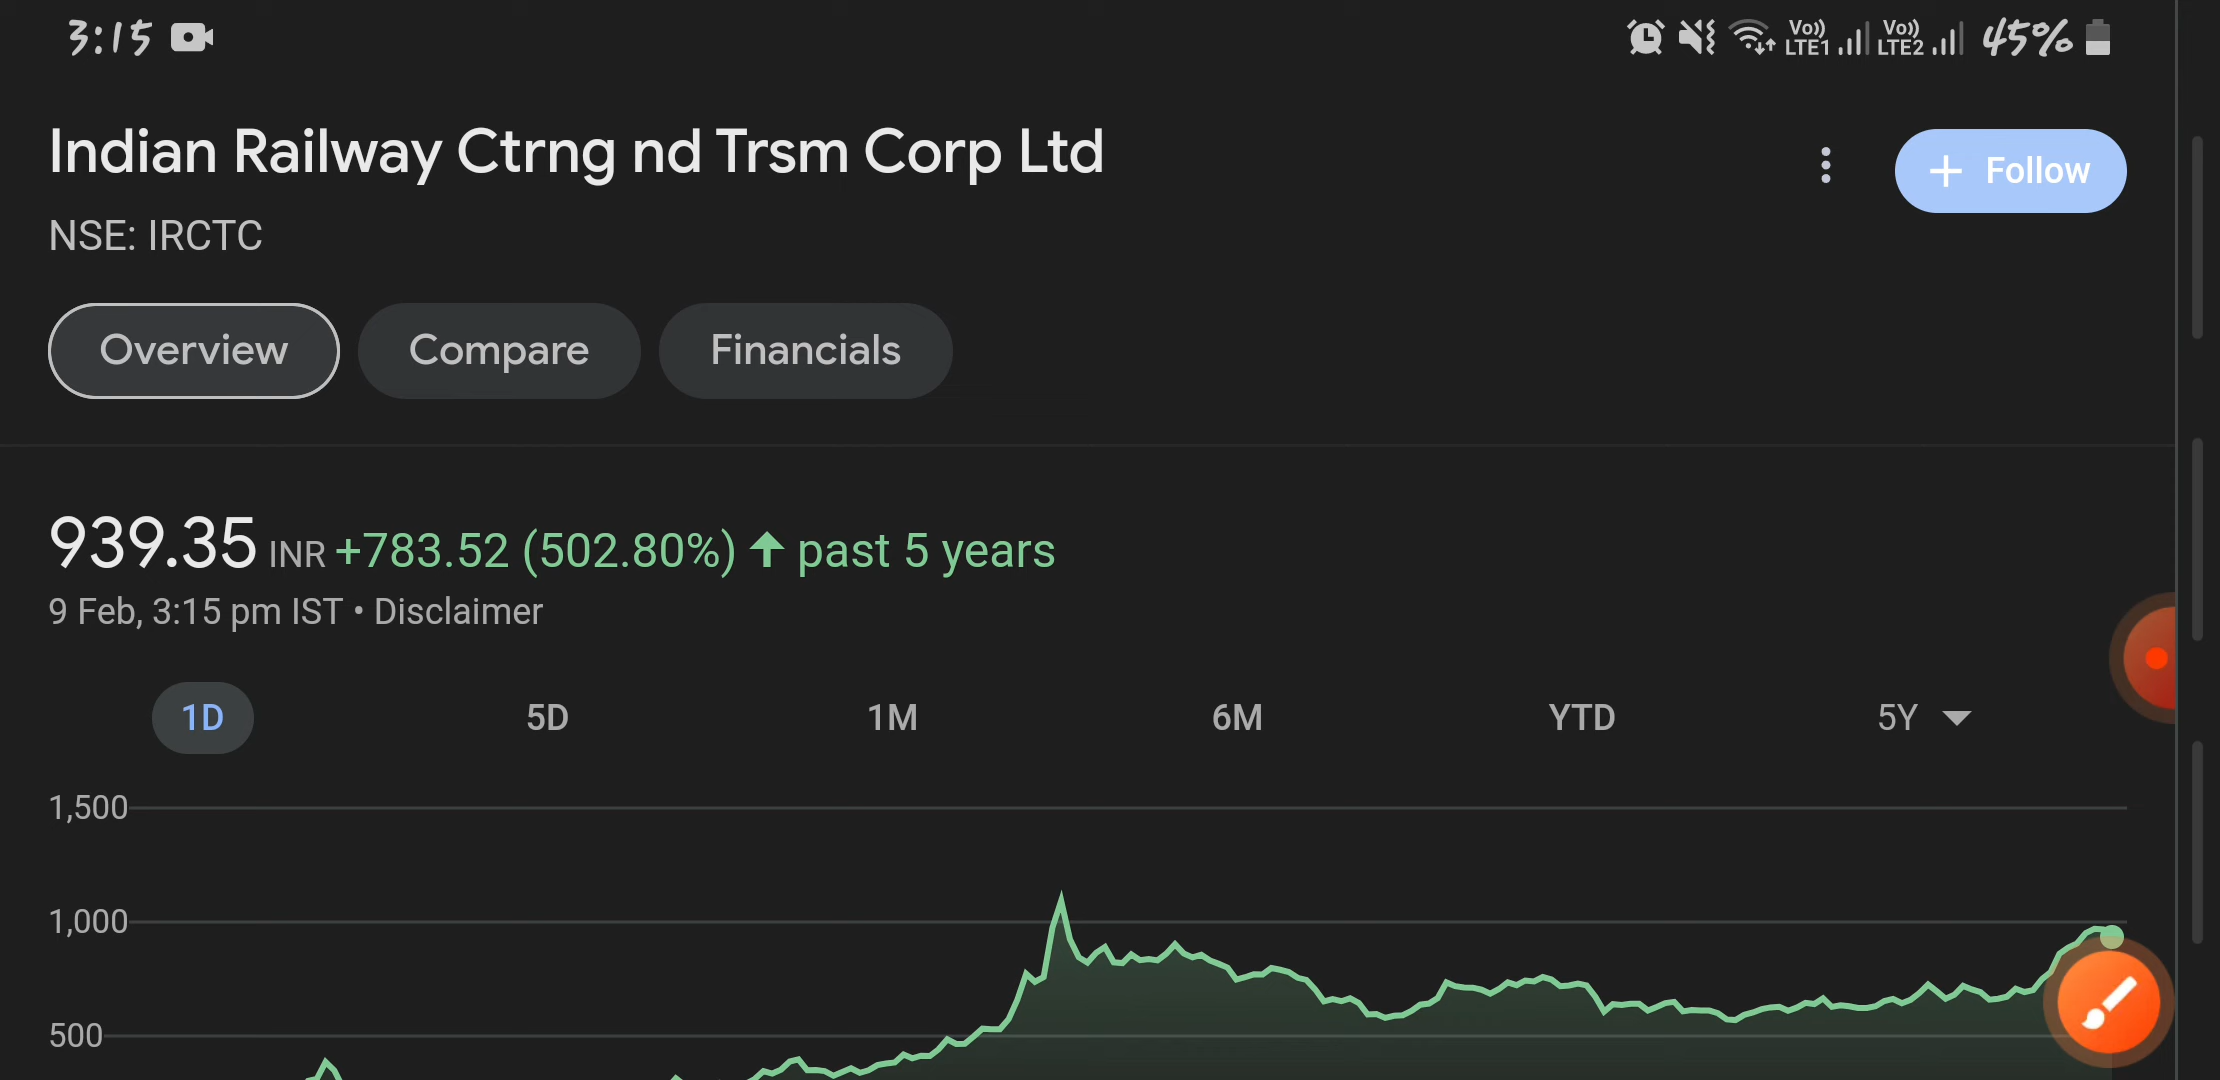 3:15
Vo)) LTE1 Vo)) LTE2 45%
Indian Railway Ctrng nd Trsm Corp Ltd
+ Follow
NSE: IRCTC
Overview Compare Financials
939.35 INR +783.52 (502.80%) ↑ past 5 years
9 Feb, 3:15 pm IST • Disclaimer
1D 5D 1M 6M YTD 5Y
1,500
1,000
500